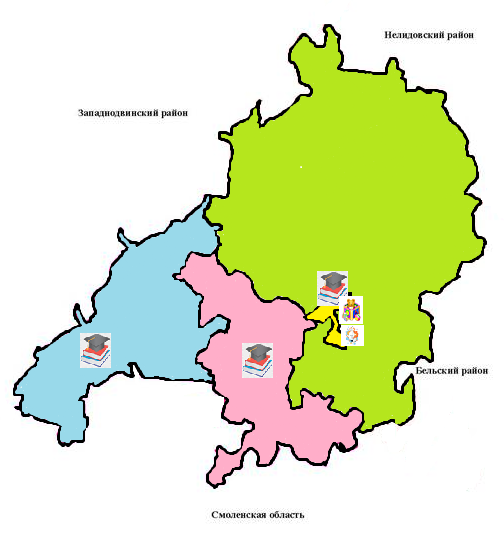 Нелидовский район
Западнодвинский район
Бельский район
Смоленская область